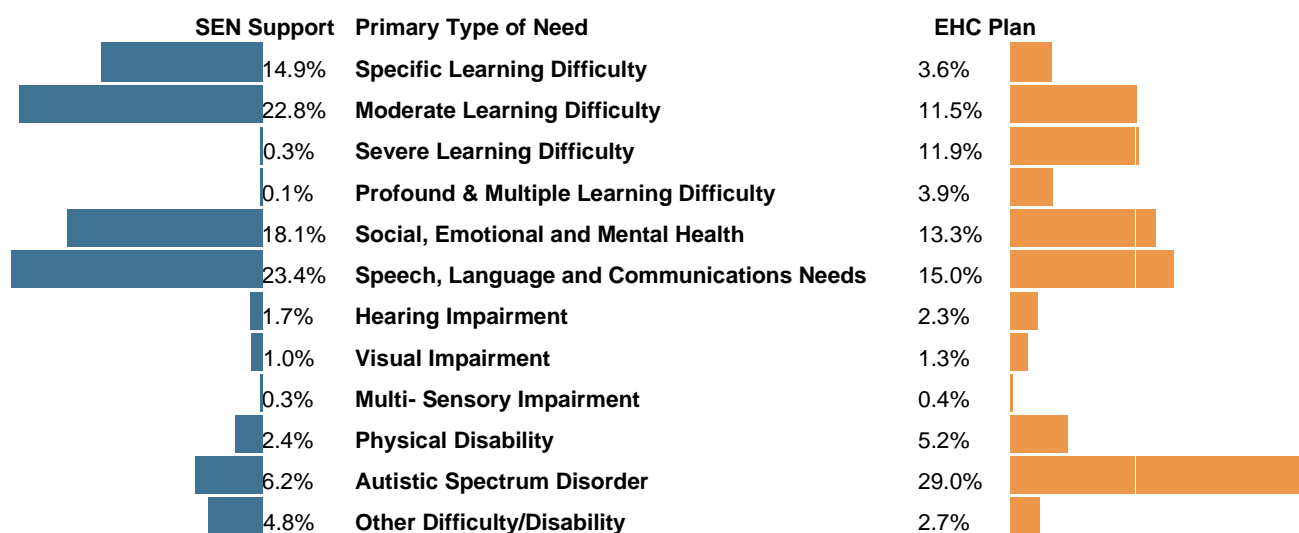 SEN Support Primary Type of Need EHC Plan
14.9% Specific Learning Difficulty 3.6%
22.8% Moderate Learning Difficulty 11.5%
0.3% Severe Learning Difficulty 11.9%
0.1% Profound & Multiple Learning Difficulty 3.9%
18.1% Social, Emotional and Mental Health 13.3%
23.4% Speech, Language and Communications Needs 15.0%
1.7% Hearing Impairment 2.3%
1.0% Visual Impairment 1.3%
0.3% Multi- Sensory Impairment 0.4%
2.4% Physical Disability 5.2%
6.2% Autistic Spectrum Disorder 29.0%
4.8% Other Difficulty/Disability 2.7%